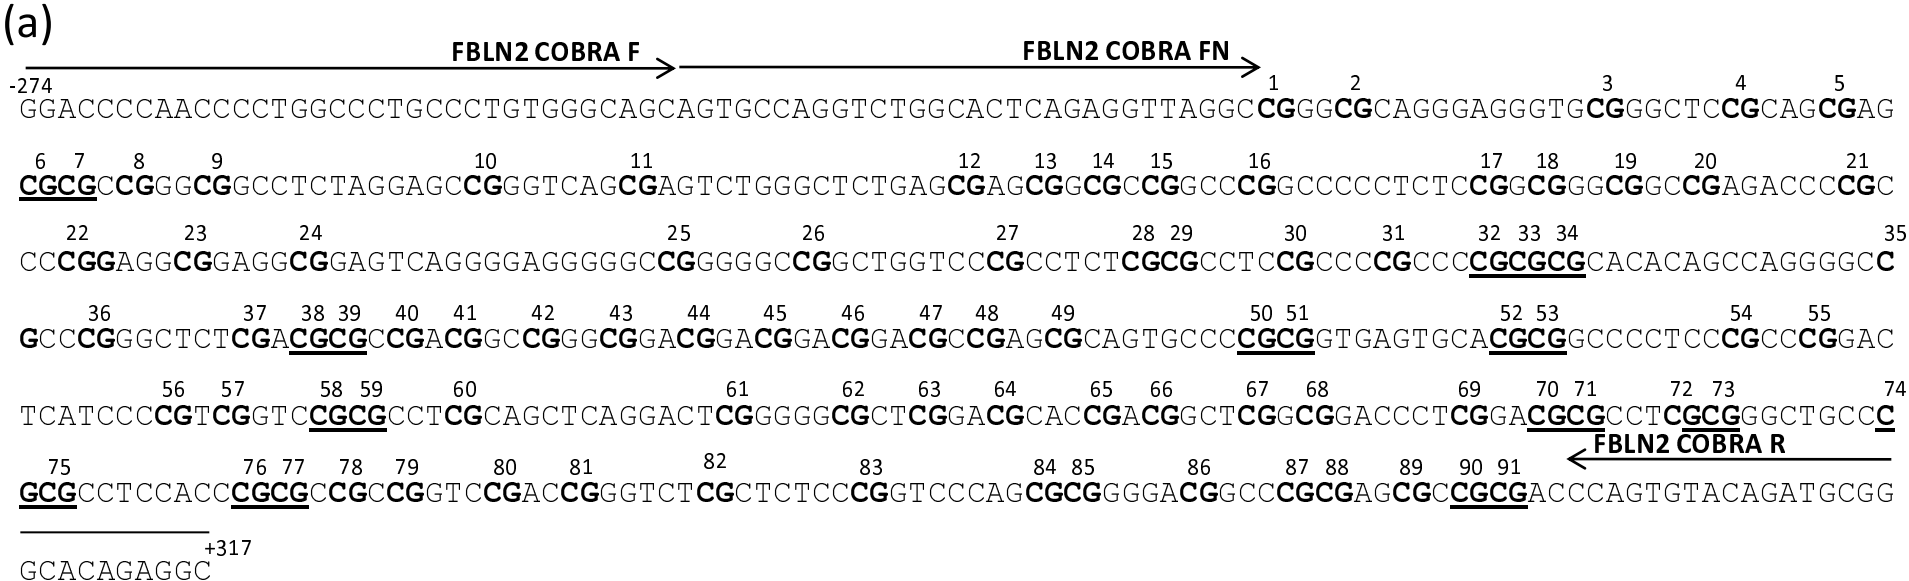 (a)
FBLN2 COBRA F FBLN2 COBRA FN
-274 1 2 3 4 5
GGACCCCAACCCCTGGCCCTGCCCTGTGGGCAGCAGTGCCAGGTCTGGCACTCAGAGGTTAGGCCGGGCGCAGGGAGGGTGCGGGCTCCGCAGCGAG
6 7 8 9 10 11 12 13 14 15 16 17 18 19 20 21
CGCGCCGGGCGGCCTCTAGGAGCCGGGTCAGCGAGTCTGGGCTCTGAGCGAGCGGCGCCGGCCCGGCCCCCTCTCCGGCGGGCGGCCGAGACCCCGC
22 23 24 25 26 27 28 29 30 31 32 33 34 35
CCCCGGAGGCGGAGGCGGAGTCAGGGGAGGGGGCCGGGGGCCGGCTGGTCCCGCCTCTCGCGCCTCCGCCCCGCCCCGCGCGCACACAGCCAGGGGCC
36 37 38 39 40 41 42 43 44 45 46 47 48 49 50 51 52 53 54 55
GCCCGGGCTCTCGACGCGCCGACGGCCGGGCGGACGGACGGACGGACGCCGAGCGCAGTGCCCCGCGGTGAGTGCACGCGGCCCCTCCCGCCCGGAC
56 57 58 59 60 61 62 63 64 65 66 67 68 69 70 71 72 73 74
TCATCCCCGTCGGTCCGCGCCTCGCAGCTCAGGACTCGGGGGCGCTCGGACGCACCGACGGCTCGGCGGACCCTCGGACGCGCCTCGCGGGCTGCCC
FBLN2 COBRA R
75 76 77 78 79 80 81 82 83 84 85 86 87 88 89 90 91
GCGCCTCCACCCGCGCCGCCGGTCCGACCGGGTCTCGCTCTCCCGGTCCCAGCGCGGGGACGGCCCGCGAGCGCCGCGACCCAGTGTACAGATGCGG
+317
GCACAGAGGC